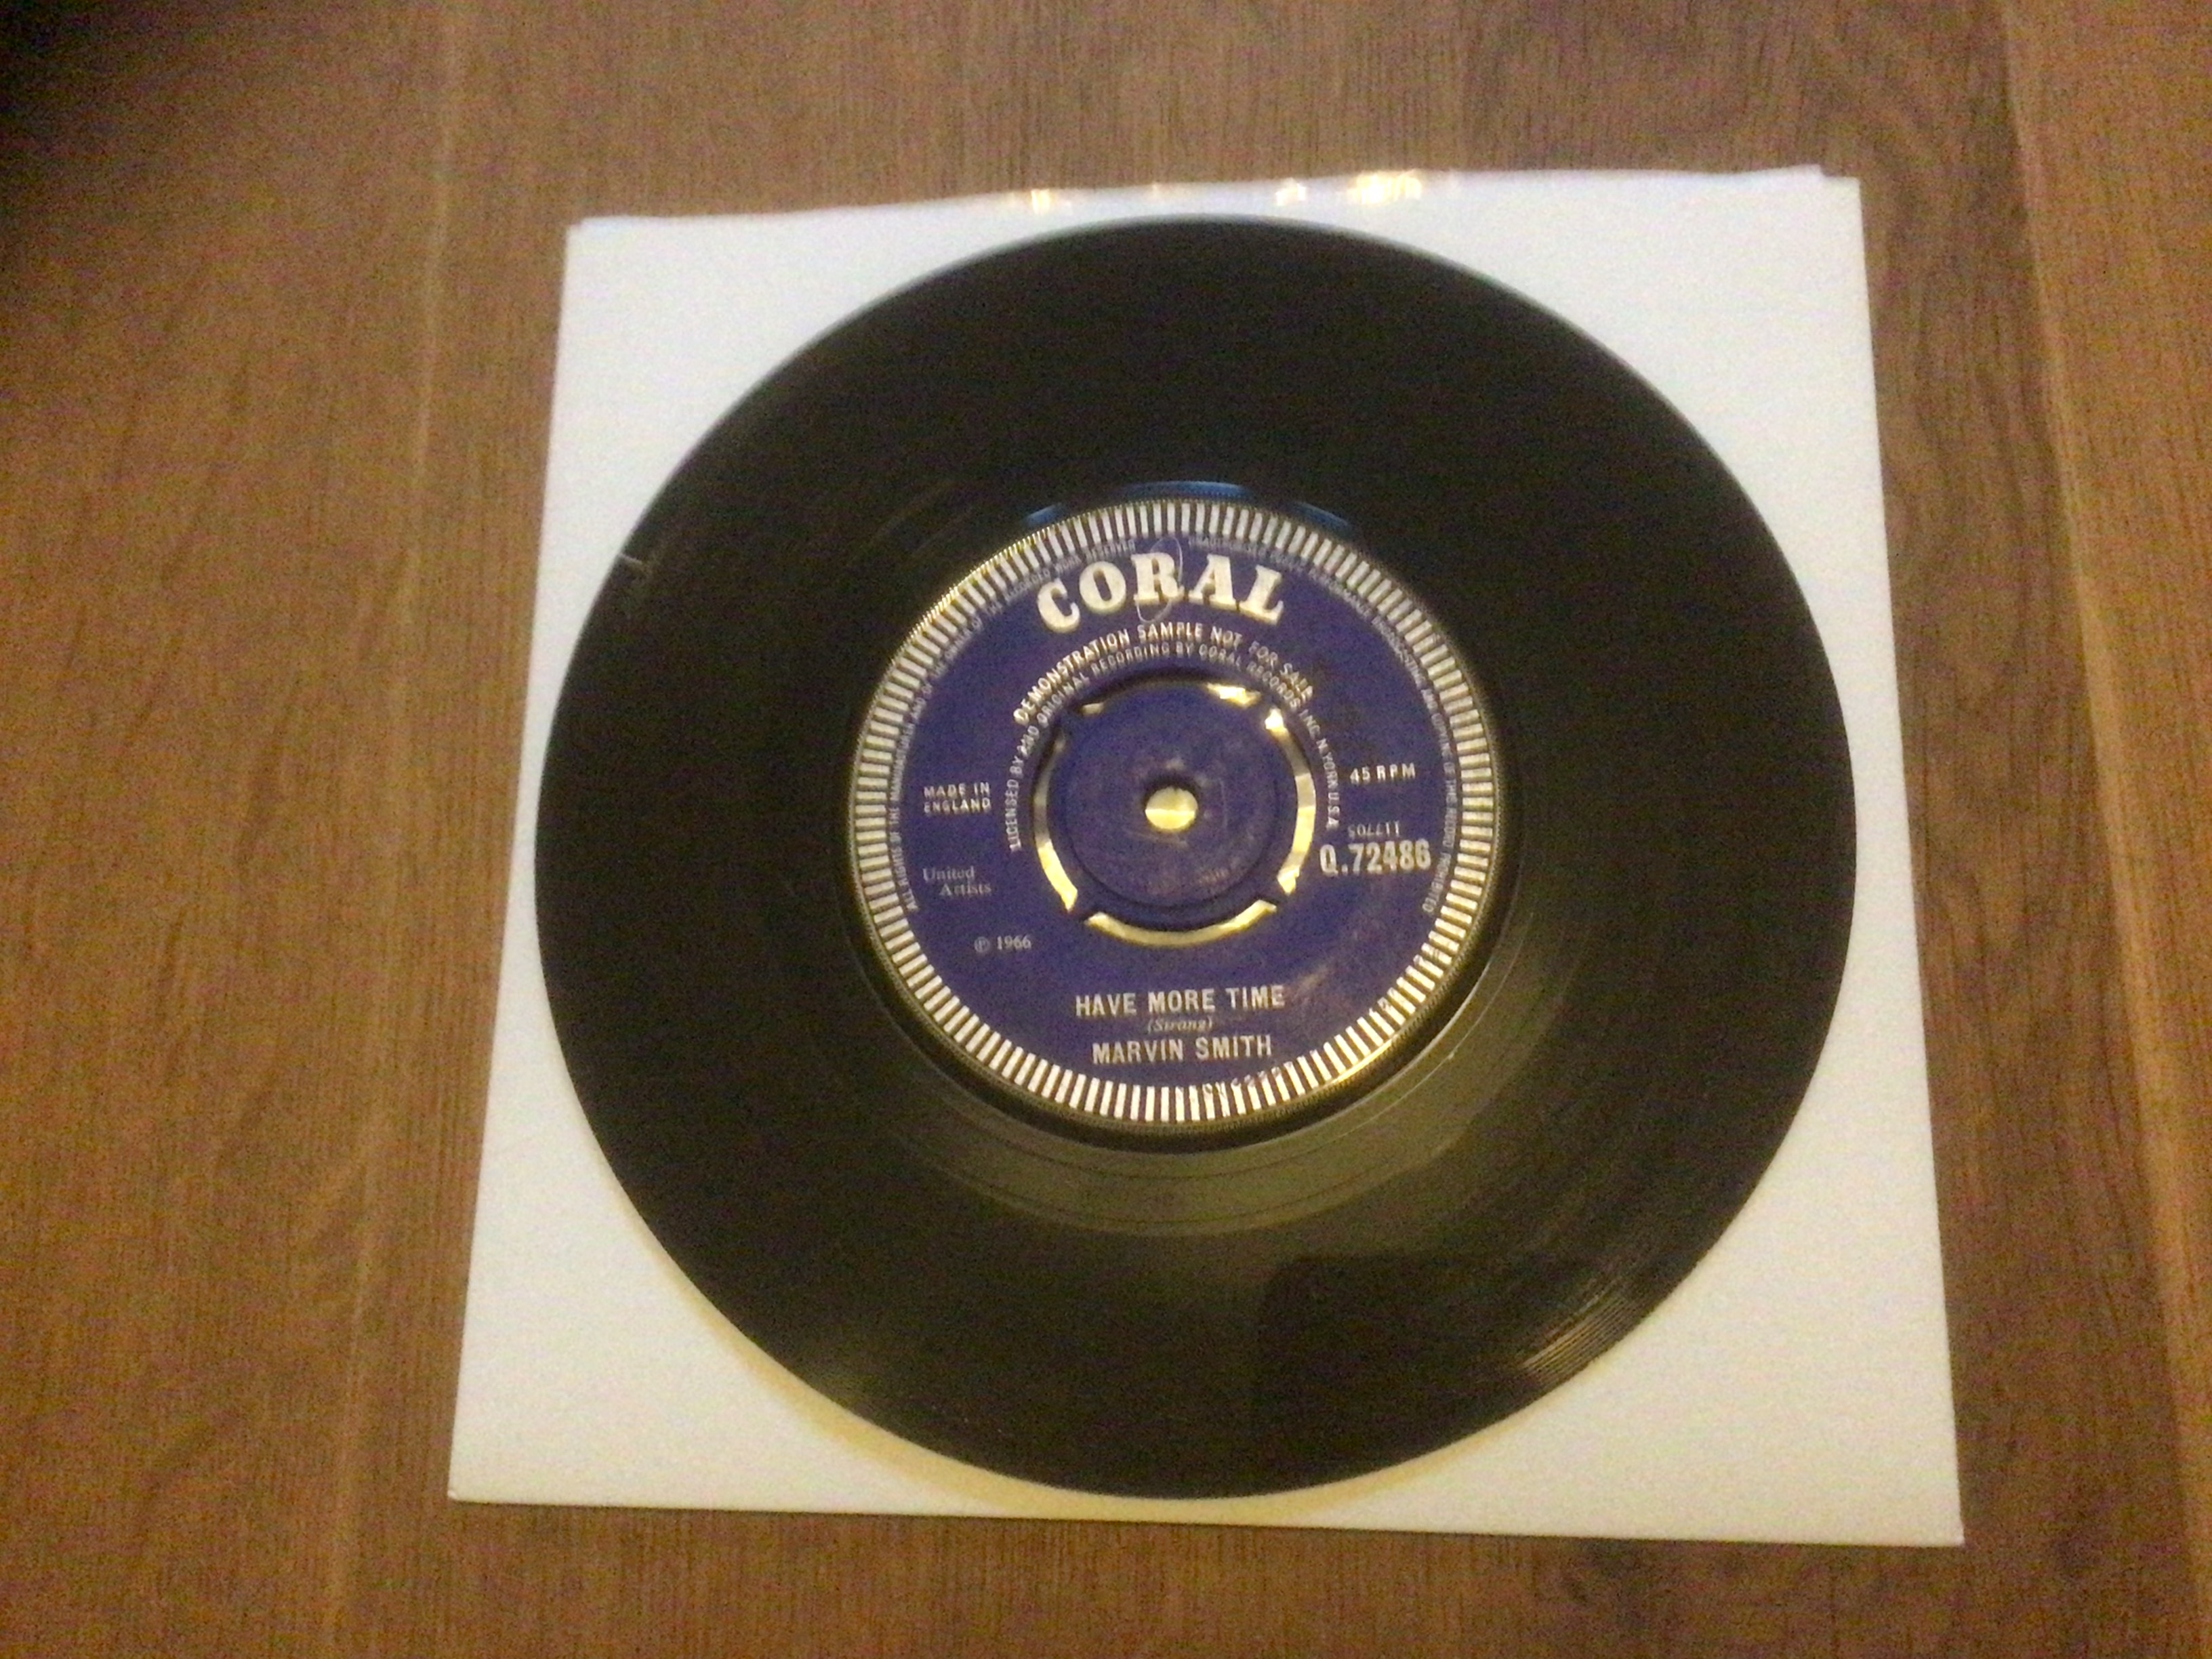 CORAL
DEMONSTRATION SAMPLE NOT FOR SALE
LICENSED BY AND ORIGINAL RECORDING BY CORAL RECORDS INC. N.YORK U.S.A.
MADE IN
ENGLAND
45 RPM
117705
Q.72486
United
Artists
℗ 1966
HAVE MORE TIME
(Strong)
MARVIN SMITH